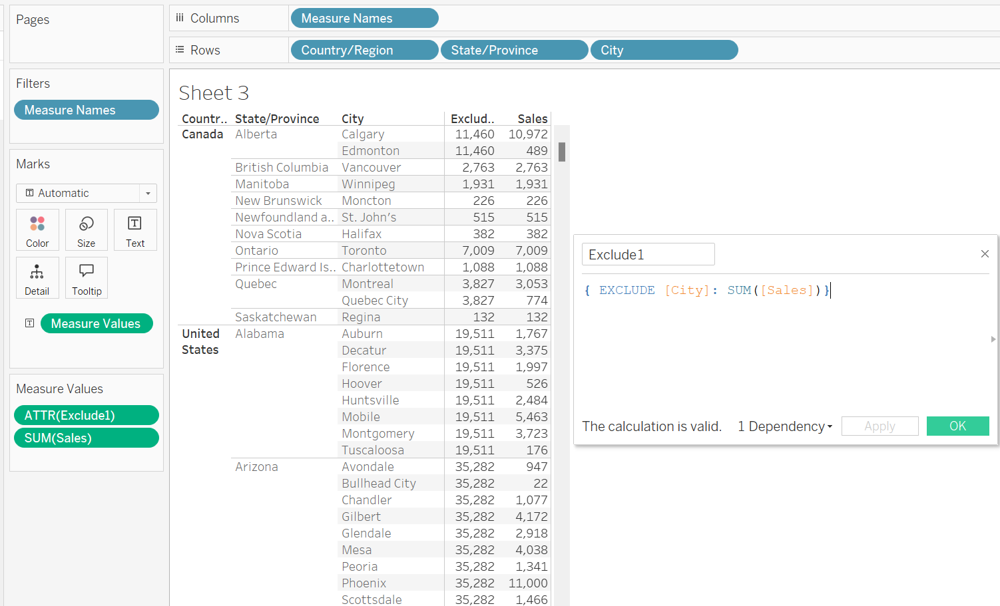 Pages
Columns
Measure Names
Rows
Country/Region State/Province City
Filters
Measure Names
Marks
Automatic
Color Size Text
Detail Tooltip
Measure Values
Measure Values
ATTR(Exclude1)
SUM(Sales)
Sheet 3
Countr.. State/Province City Exclud.. Sales
Canada Alberta Calgary 11,460 10,972
Edmonton 11,460 489
British Columbia Vancouver 2,763 2,763
Manitoba Winnipeg 1,931 1,931
New Brunswick Moncton 226 226
Newfoundland a.. St. John's 515 515
Nova Scotia Halifax 382 382
Ontario Toronto 7,009 7,009
Prince Edward Is.. Charlottetown 1,088 1,088
Quebec Montreal 3,827 3,053
Quebec City 3,827 774
Saskatchewan Regina 132 132
United Alabama Auburn 19,511 1,767
States Decatur 19,511 3,375
Florence 19,511 1,997
Hoover 19,511 526
Huntsville 19,511 2,484
Mobile 19,511 5,463
Montgomery 19,511 3,723
Tuscaloosa 19,511 176
Arizona Avondale 35,282 947
Bullhead City 35,282 22
Chandler 35,282 1,077
Gilbert 35,282 4,172
Glendale 35,282 2,918
Mesa 35,282 4,038
Peoria 35,282 1,341
Phoenix 35,282 11,000
Scottsdale 35,282 1,466
Exclude1
{ EXCLUDE [City]: SUM([Sales])}
The calculation is valid. 1 Dependency Apply OK